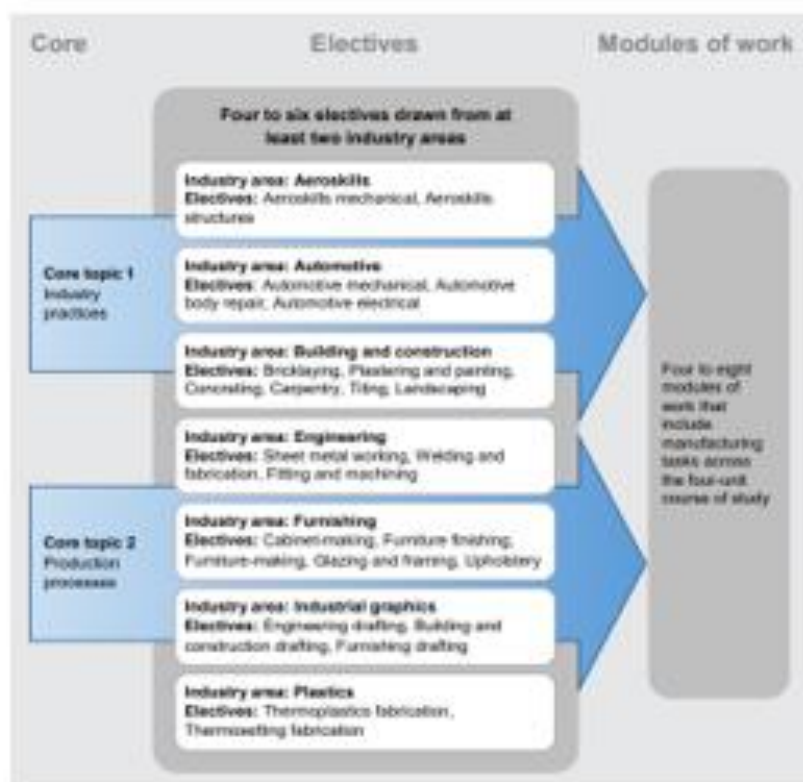 Core
Electives
Modules of work
Four to six electives drawn from at
least two industry areas
Industry area: Aeroskills
Electives: Aeroskills mechanical, Aeroskills
structures
Industry area: Automotive
Electives: Automotive mechanical, Automotive
body repair, Automotive electrical
Industry area: Building and construction
Electives: Bricklaying, Plastering and painting,
Concreting, Carpentry, Tiling, Landscaping
Industry area: Engineering
Electives: Sheet metal working, Welding and
fabrication, Fitting and machining
Industry area: Furnishing
Electives: Cabinet-making, Furniture finishing,
Furniture-making, Glazing and framing, Upholstery
Industry area: Industrial graphics
Electives: Engineering drafting, Building and
construction drafting, Furnishing drafting
Industry area: Plastics
Electives: Thermoplastics fabrication,
Thermosetting fabrication
Core topic 1
Industry
practices
Core topic 2
Production
processes
Four to eight
modules of
work that
include
manufacturing
tasks across
the four-unit
course of study